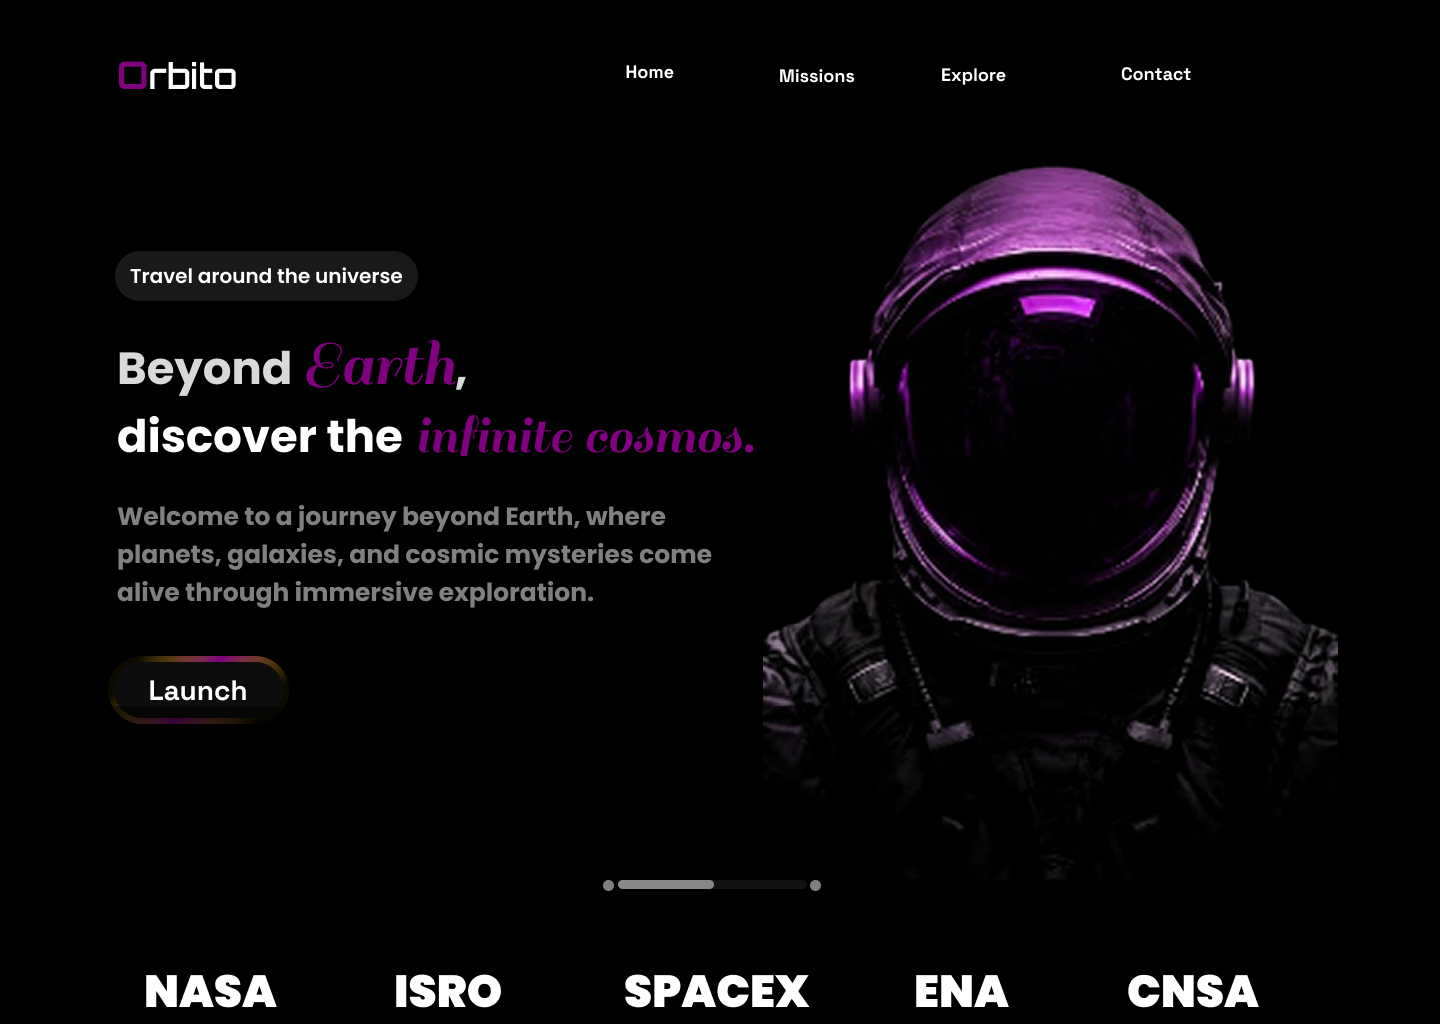 Orbito
Home
Missions
Explore
Contact
Travel around the universe
Beyond Earth,
discover the infinite cosmos.
Welcome to a journey beyond Earth, where
planets, galaxies, and cosmic mysteries come
alive through immersive exploration.
Launch
NASA
ISRO
SPACEX
ENA
CNSA